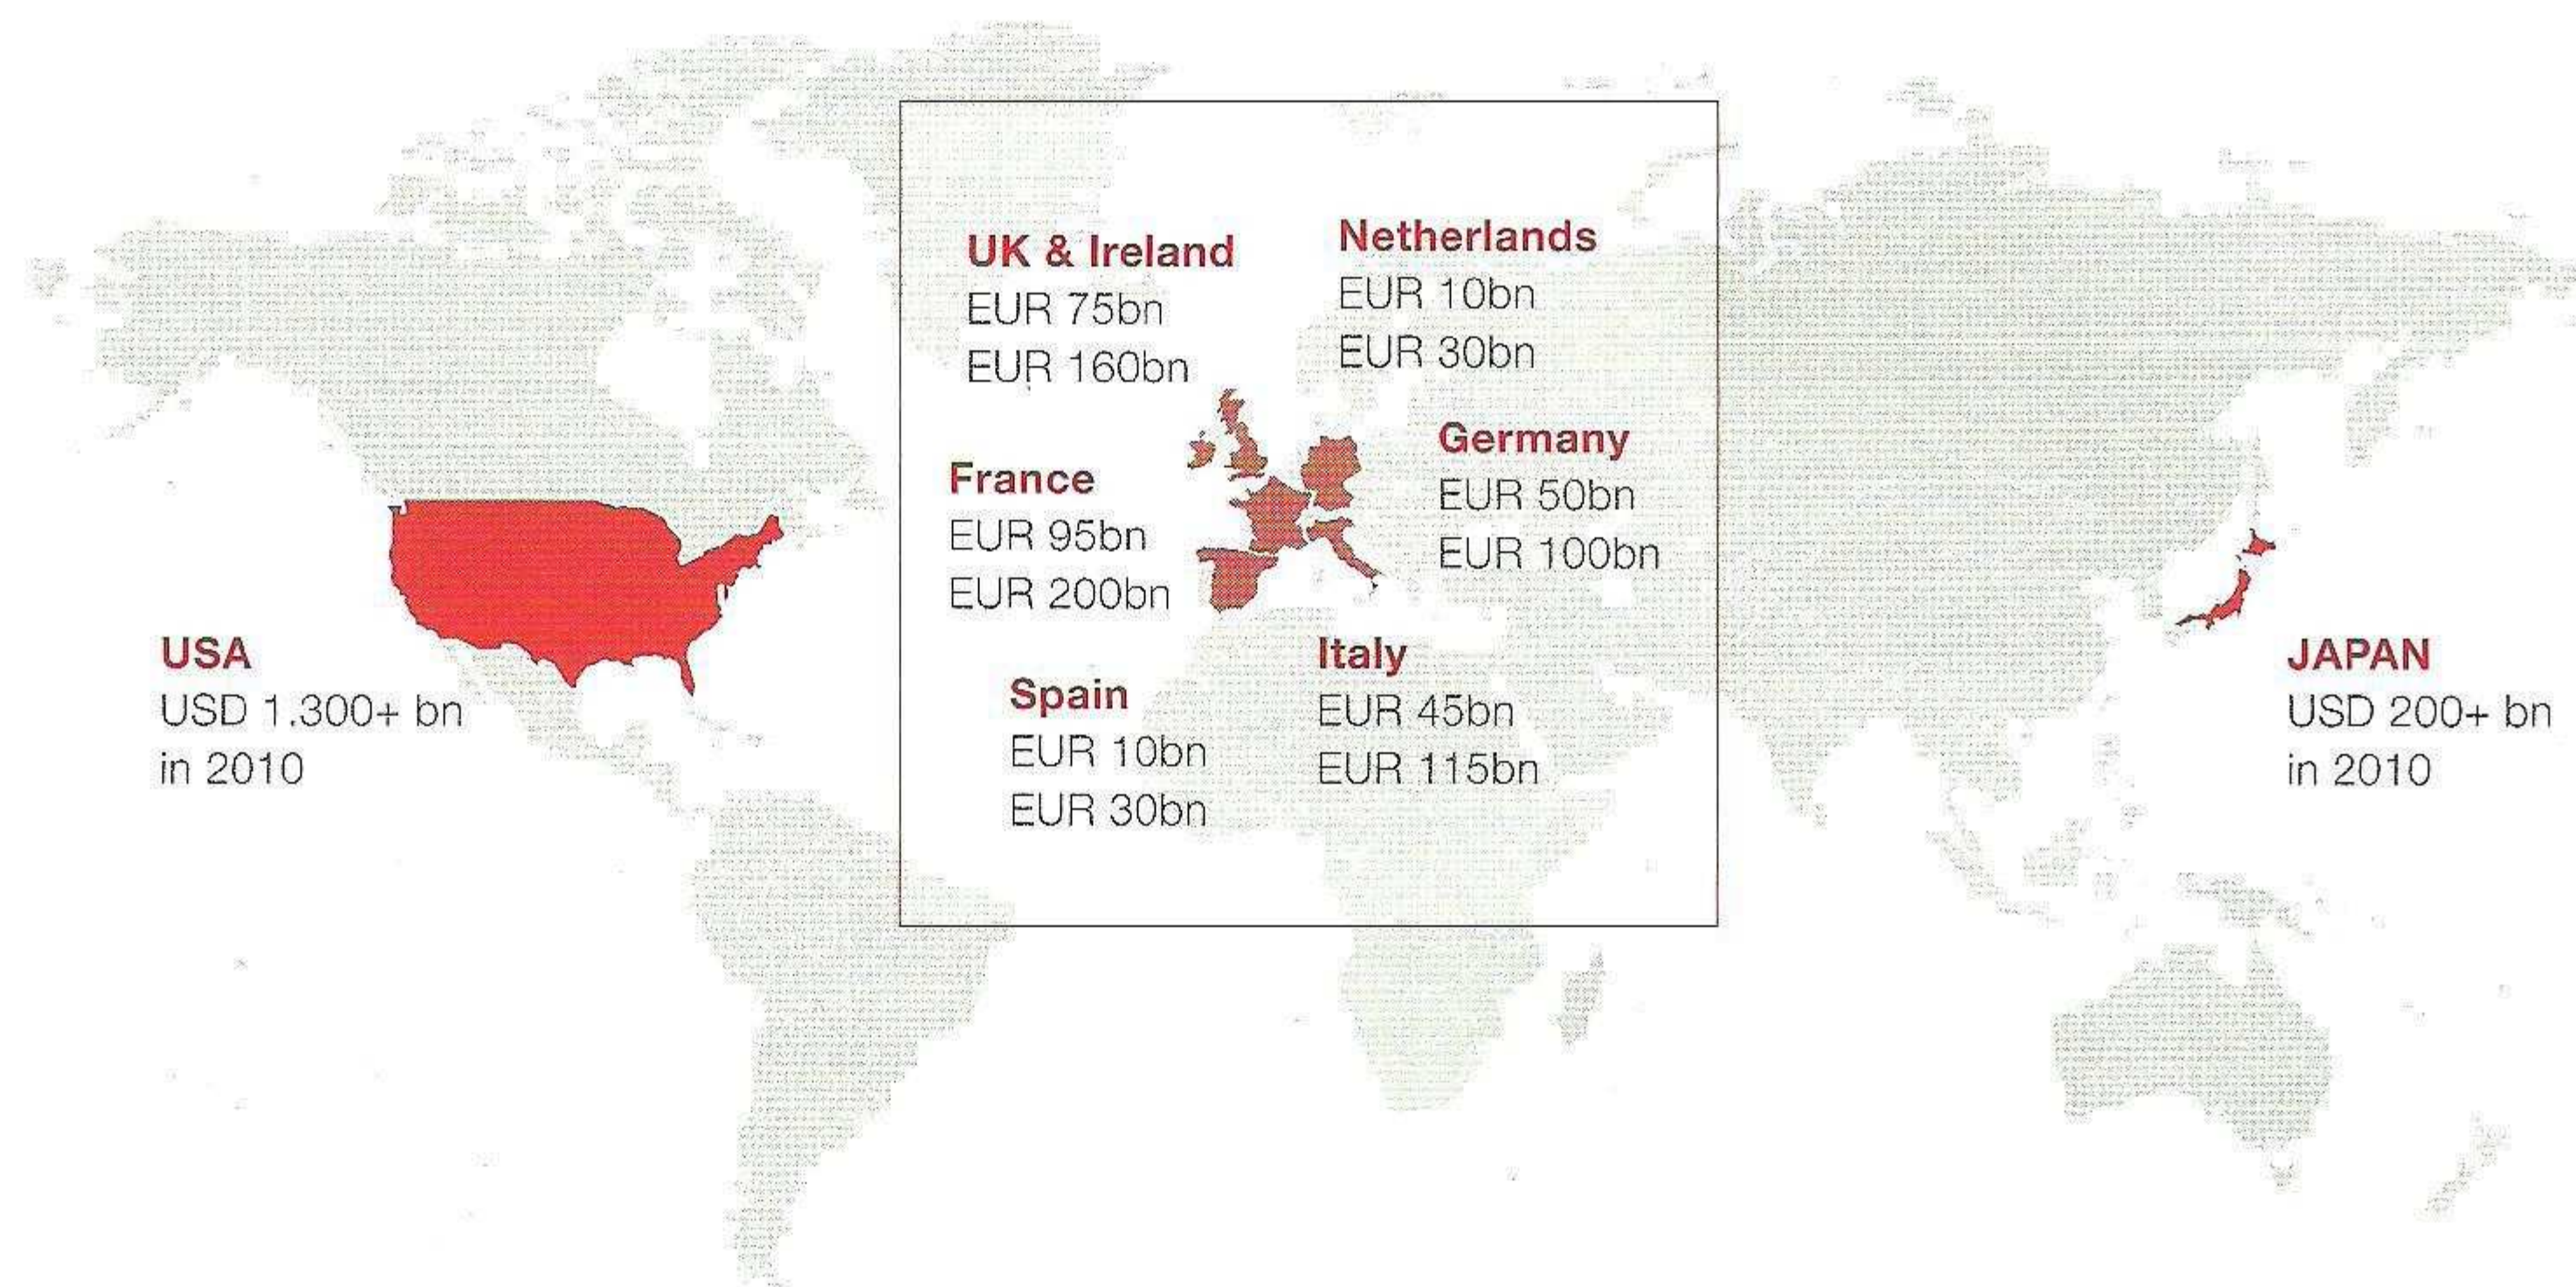 UK & Ireland
EUR 75bn
EUR 160bn
Netherlands
EUR 10bn
EUR 30bn
France
EUR 95bn
EUR 200bn
Germany
EUR 50bn
EUR 100bn
USA
USD 1.300+ bn
in 2010
Spain
EUR 10bn
EUR 30bn
Italy
EUR 45bn
EUR 115bn
JAPAN
USD 200+ bn
in 2010